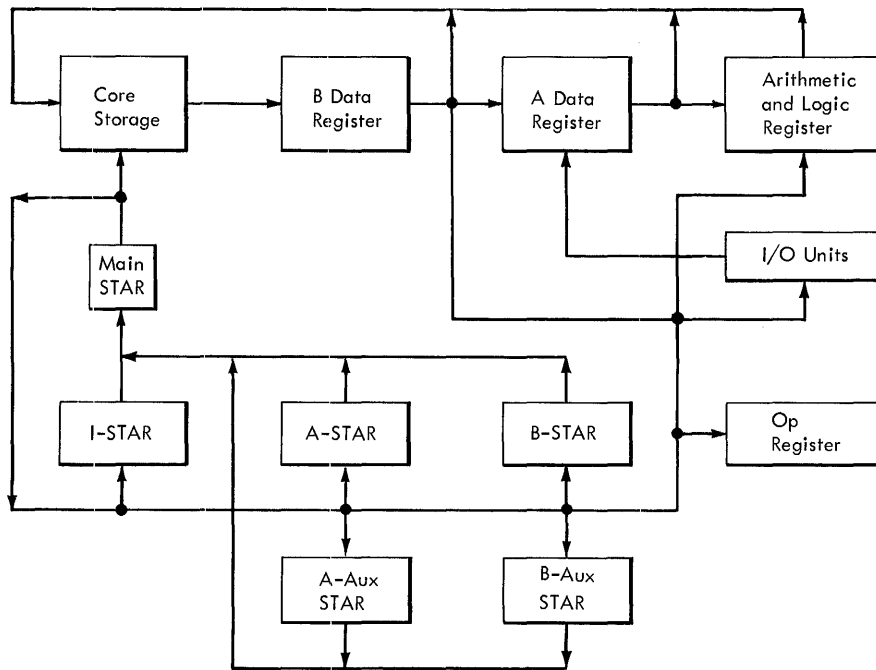 Core
Storage
B Data
Register
A Data
Register
Arithmetic
and Logic
Register
I/O Units
Main
STAR
I-STAR
A-STAR
B-STAR
Op
Register
A-Aux
STAR
B-Aux
STAR